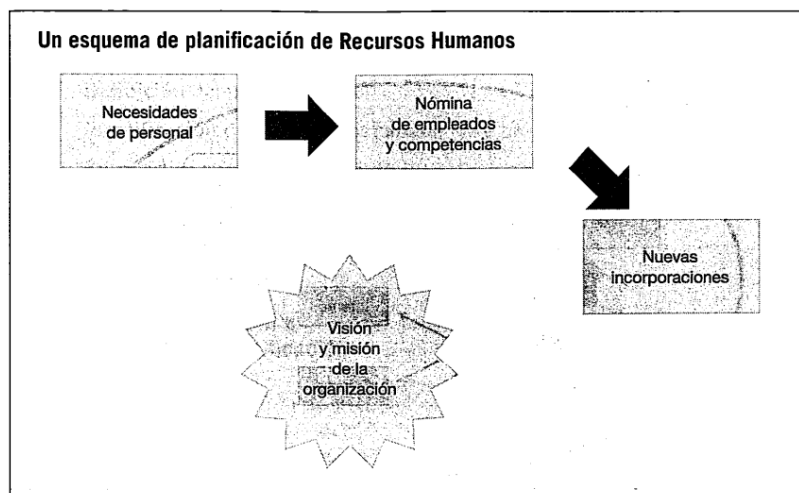 Un esquema de planificación de Recursos Humanos
Necesidades
de personal
Nómina
de empleados
y competencias
Nuevas
incorporaciones
Visión
y misión
de la
organización